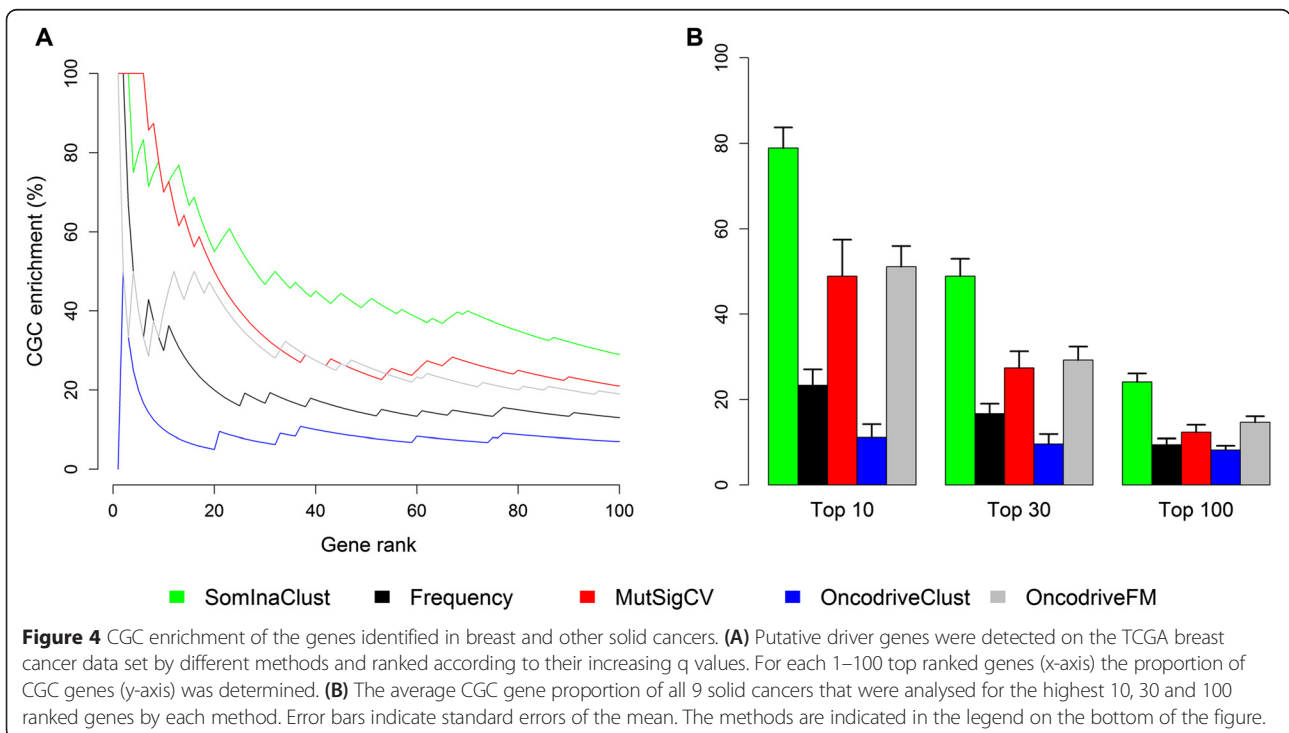 A
CGC enrichment (%)
100
80
60
40
20
0
0 20 40 60 80 100
Gene rank
B
100
80
60
40
20
0
Top 10 Top 30 Top 100
SomInaClust Frequency MutSigCV OncodriveClust OncodriveFM
Figure 4 CGC enrichment of the genes identified in breast and other solid cancers. (A) Putative driver genes were detected on the TCGA breast
cancer data set by different methods and ranked according to their increasing q values. For each 1–100 top ranked genes (x-axis) the proportion of
CGC genes (y-axis) was determined. (B) The average CGC gene proportion of all 9 solid cancers that were analysed for the highest 10, 30 and 100
ranked genes by each method. Error bars indicate standard errors of the mean. The methods are indicated in the legend on the bottom of the figure.